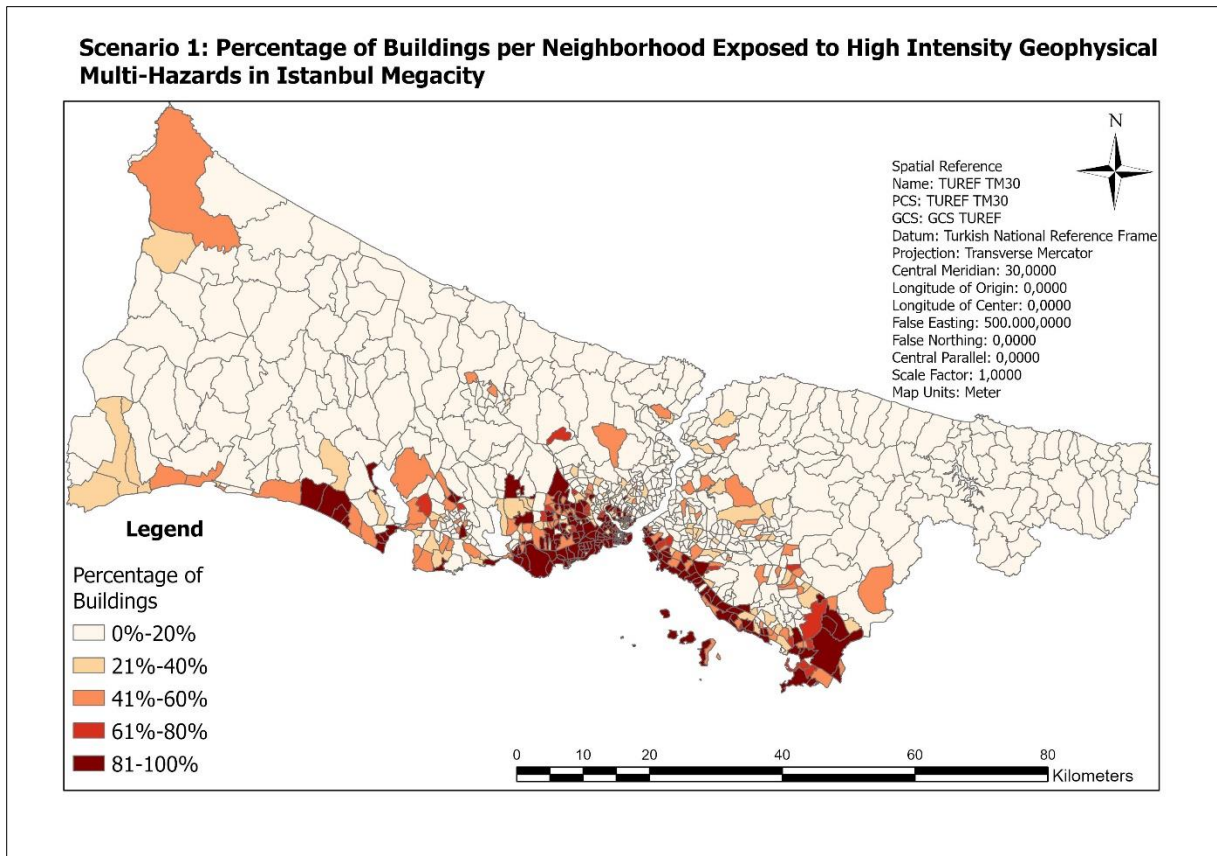 Scenario 1: Percentage of Buildings per Neighborhood Exposed to High Intensity Geophysical
Multi-Hazards in Istanbul Megacity
N
Spatial Reference
Name: TUREF TM30
PCS: TUREF TM30
GCS: GCS TUREF
Datum: Turkish National Reference Frame
Projection: Transverse Mercator
Central Meridian: 30,0000
Longitude of Origin: 0,0000
Longitude of Center: 0,0000
False Easting: 500.000,0000
False Northing: 0,0000
Central Parallel: 0,0000
Scale Factor: 1,0000
Map Units: Meter
Legend
Percentage of
Buildings
0%-20%
21%-40%
41%-60%
61%-80%
81-100%
0 10 20 40 60 80
Kilometers